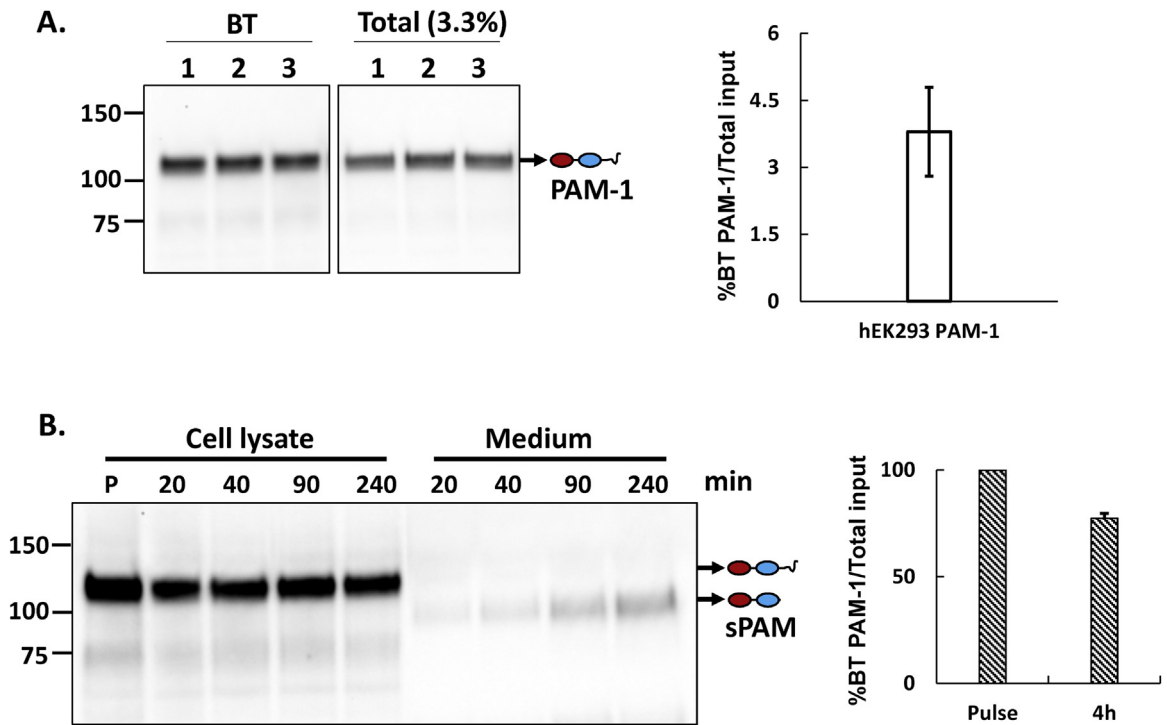 A.
BT Total (3.3%)
1 2 3 1 2 3
150
100
75
PAM-1
%BT PAM-1/Total input
6
4.5
3
1.5
0
hEK293 PAM-1
B.
Cell lysate Medium
P 20 40 90 240 20 40 90 240 min
150
100
75
sPAM
%BT PAM-1/Total input
100
50
0
Pulse 4h